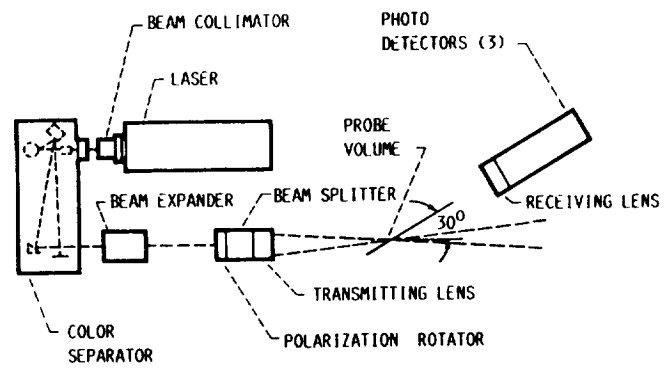 BEAM COLLIMATOR
PHOTO
DETECTORS (3)
LASER
PROBE
VOLUME
BEAM EXPANDER
BEAM SPLITTER
30°
RECEIVING LENS
TRANSMITTING LENS
COLOR
SEPARATOR
POLARIZATION ROTATOR